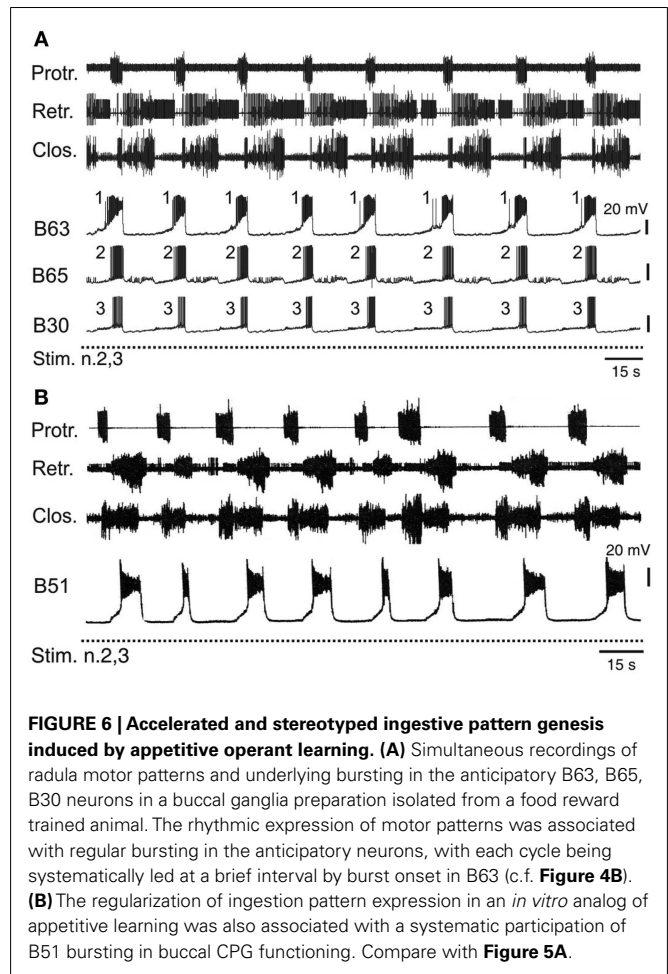 A
Protr.
Retr.
Clos.
1 1 1 1 1 1 1 1
20 mV
B63
2 2 2 2 2 2 2 2
B65
3 3 3 3 3 3 3 3
B30
Stim. n.2,3
15 s
B
Protr.
Retr.
Clos.
20 mV
B51
Stim. n.2,3
15 s
FIGURE 6 | Accelerated and stereotyped ingestive pattern genesis
induced by appetitive operant learning. (A) Simultaneous recordings of
radula motor patterns and underlying bursting in the anticipatory B63, B65,
B30 neurons in a buccal ganglia preparation isolated from a food reward
trained animal. The rhythmic expression of motor patterns was associated
with regular bursting in the anticipatory neurons, with each cycle being
systematically led at a brief interval by burst onset in B63 (c.f. Figure 4B).
(B) The regularization of ingestion pattern expression in an in vitro analog of
appetitive learning was also associated with a systematic participation of
B51 bursting in buccal CPG functioning. Compare with Figure 5A.